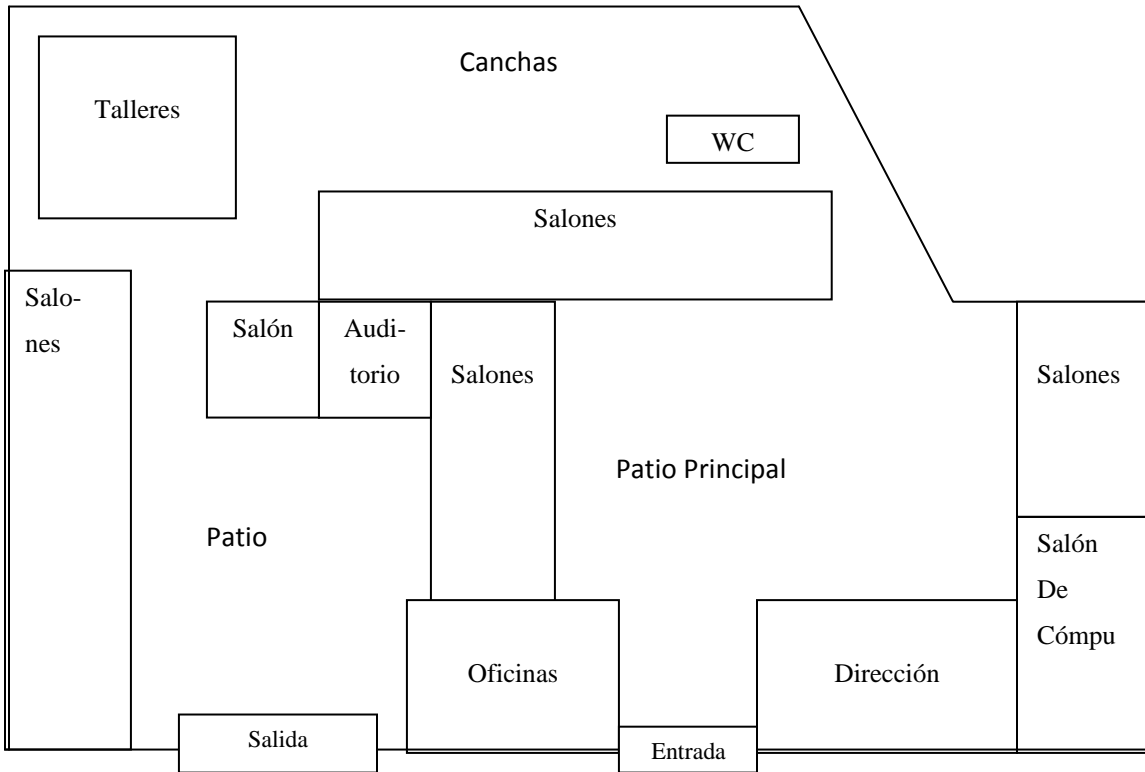 Canchas
Talleres
WC
Salones
Salo-
nes
Salón
Audi-
torio
Salones
Salones
Patio Principal
Patio
Salón
De
Cómpu
Oficinas
Dirección
Salida
Entrada